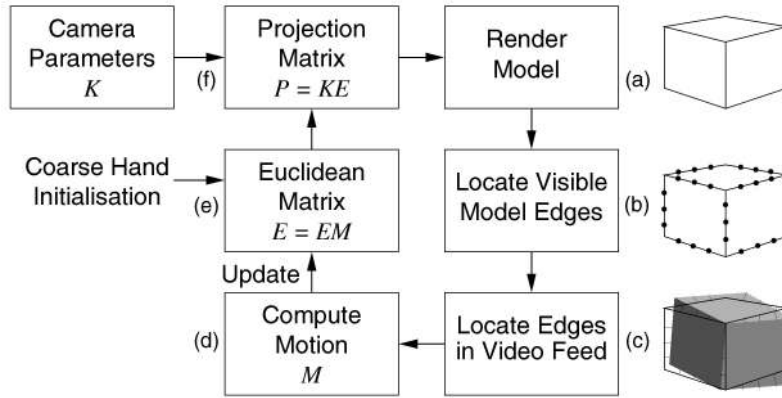 Camera
Parameters
K
(f)
Projection
Matrix
P = KE
Render
Model
(a)
Coarse Hand
Initialisation
(e)
Euclidean
Matrix
E = EM
Locate Visible
Model Edges
(b)
Update
(d)
Compute
Motion
M
Locate Edges
in Video Feed
(c)